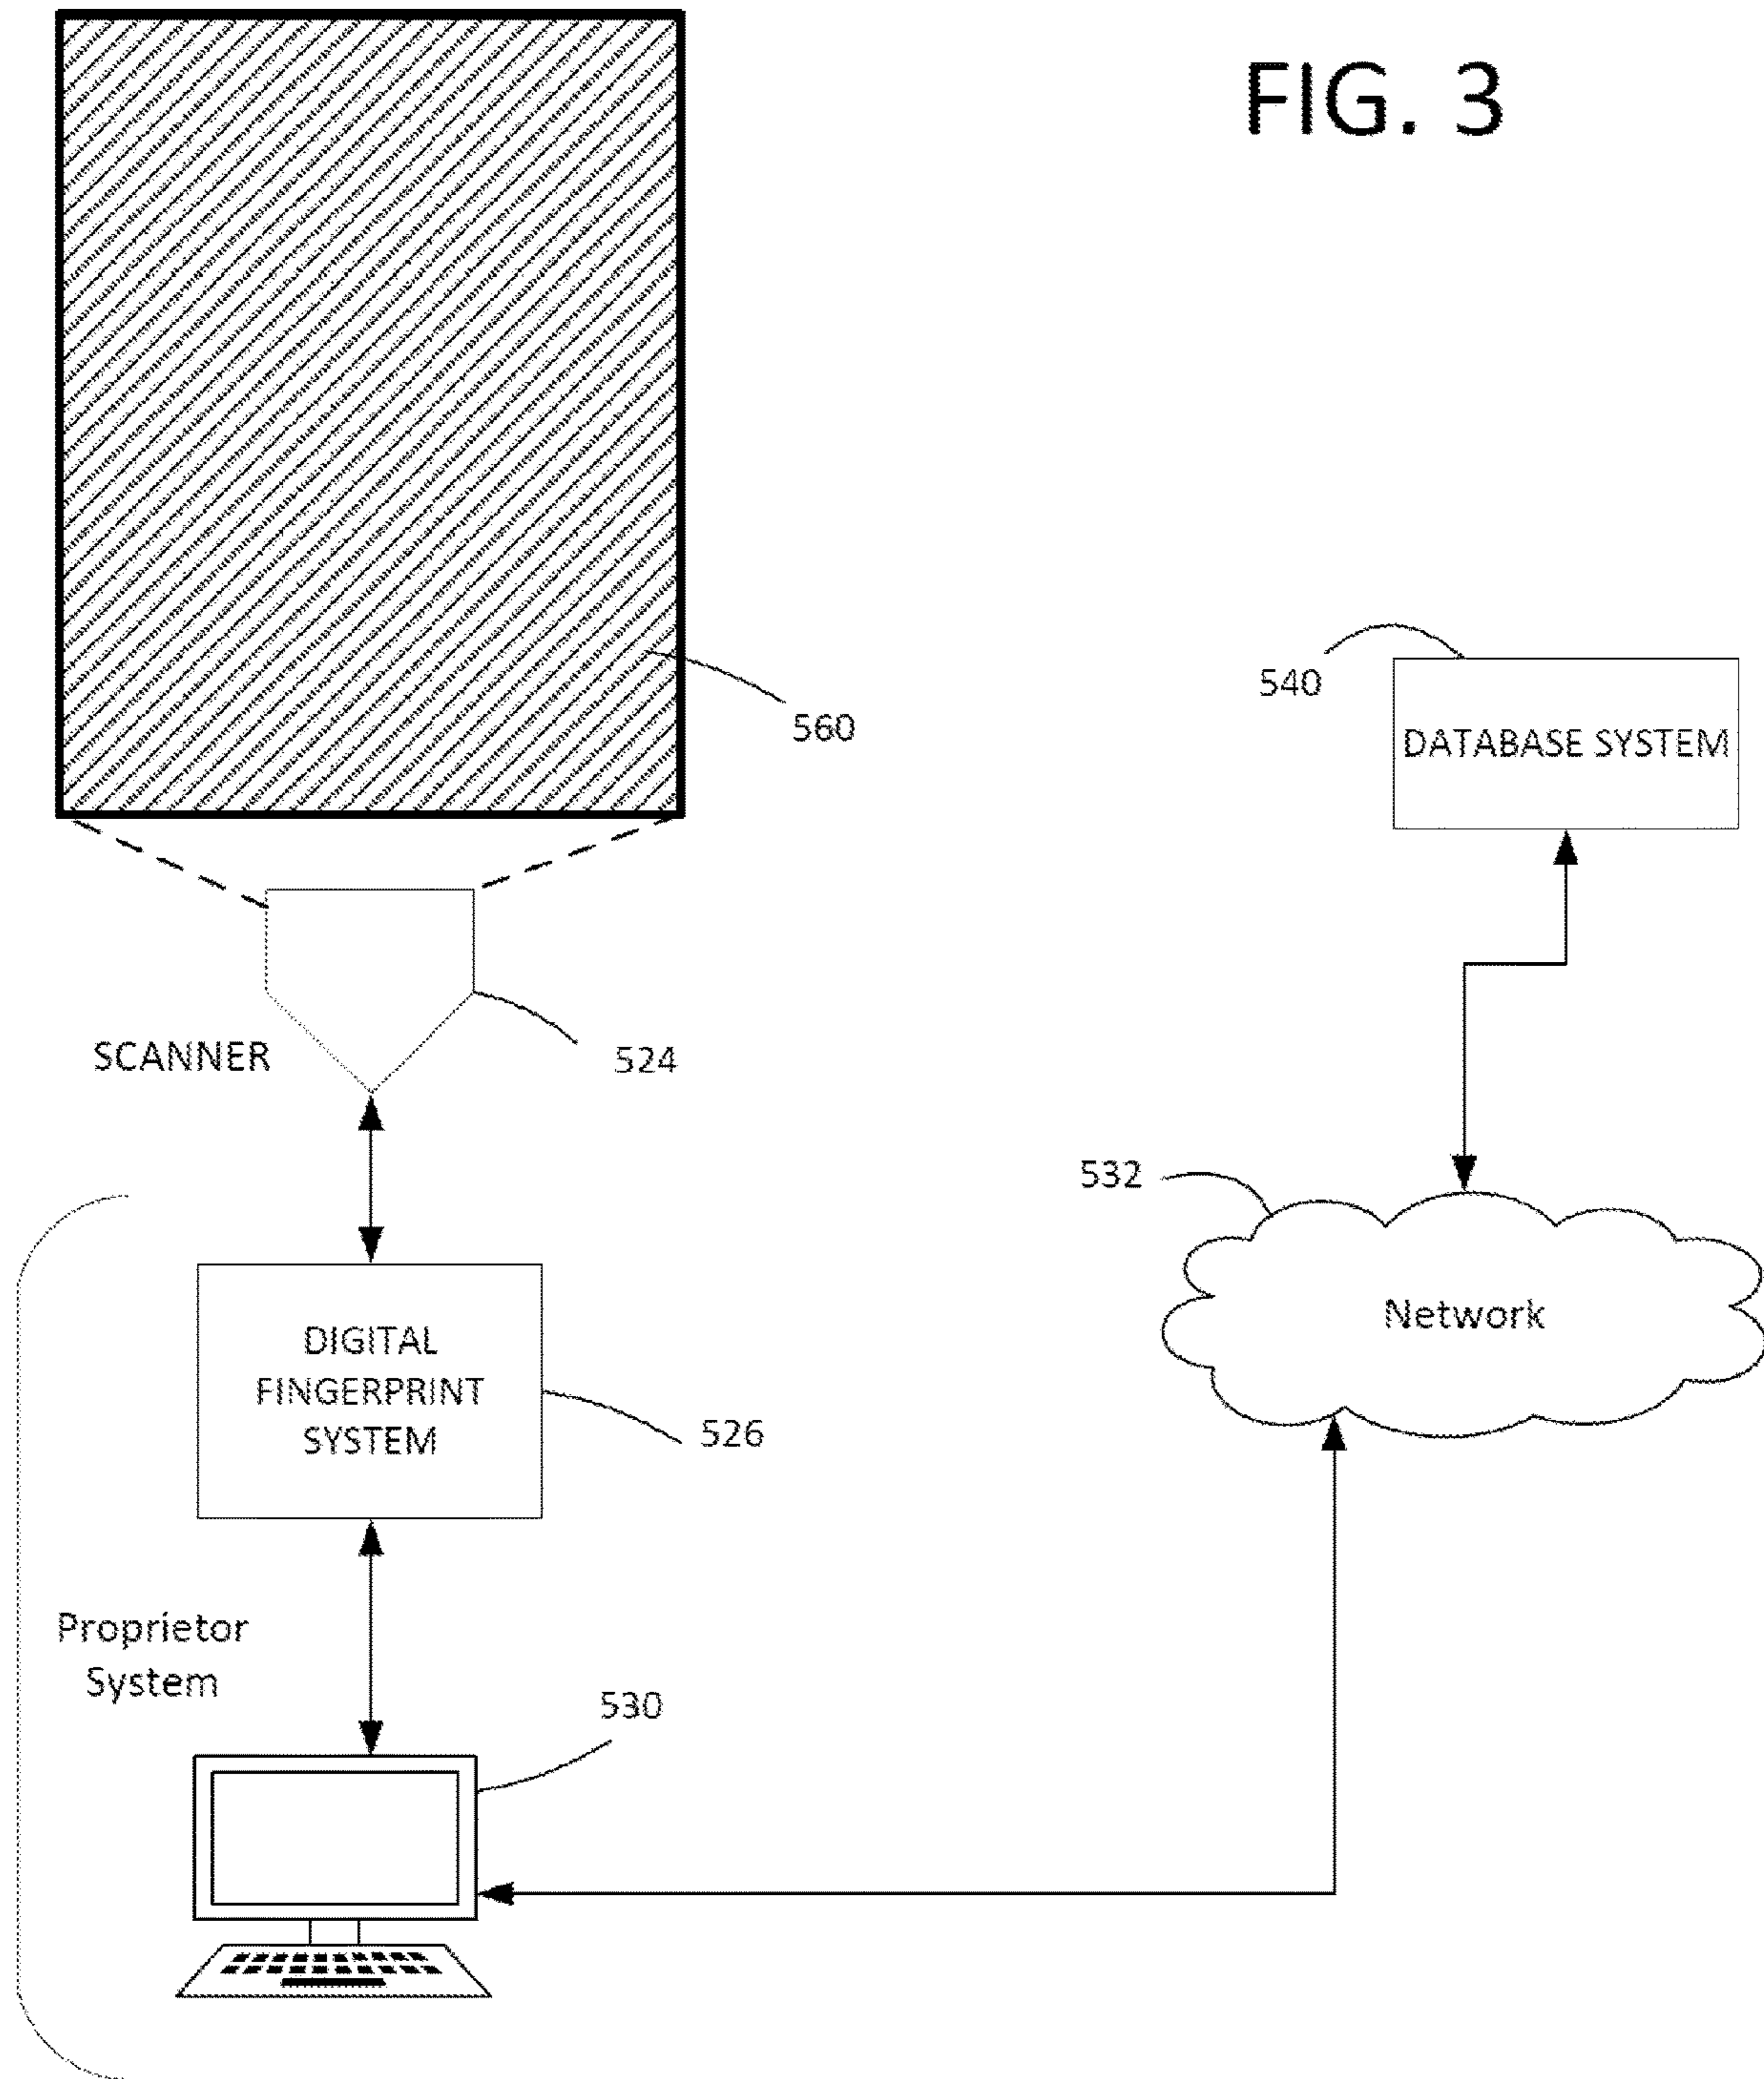 FIG. 3
560
540
DATABASE SYSTEM
SCANNER
524
532
Network
DIGITAL
FINGERPRINT
SYSTEM
526
Proprietor
System
530